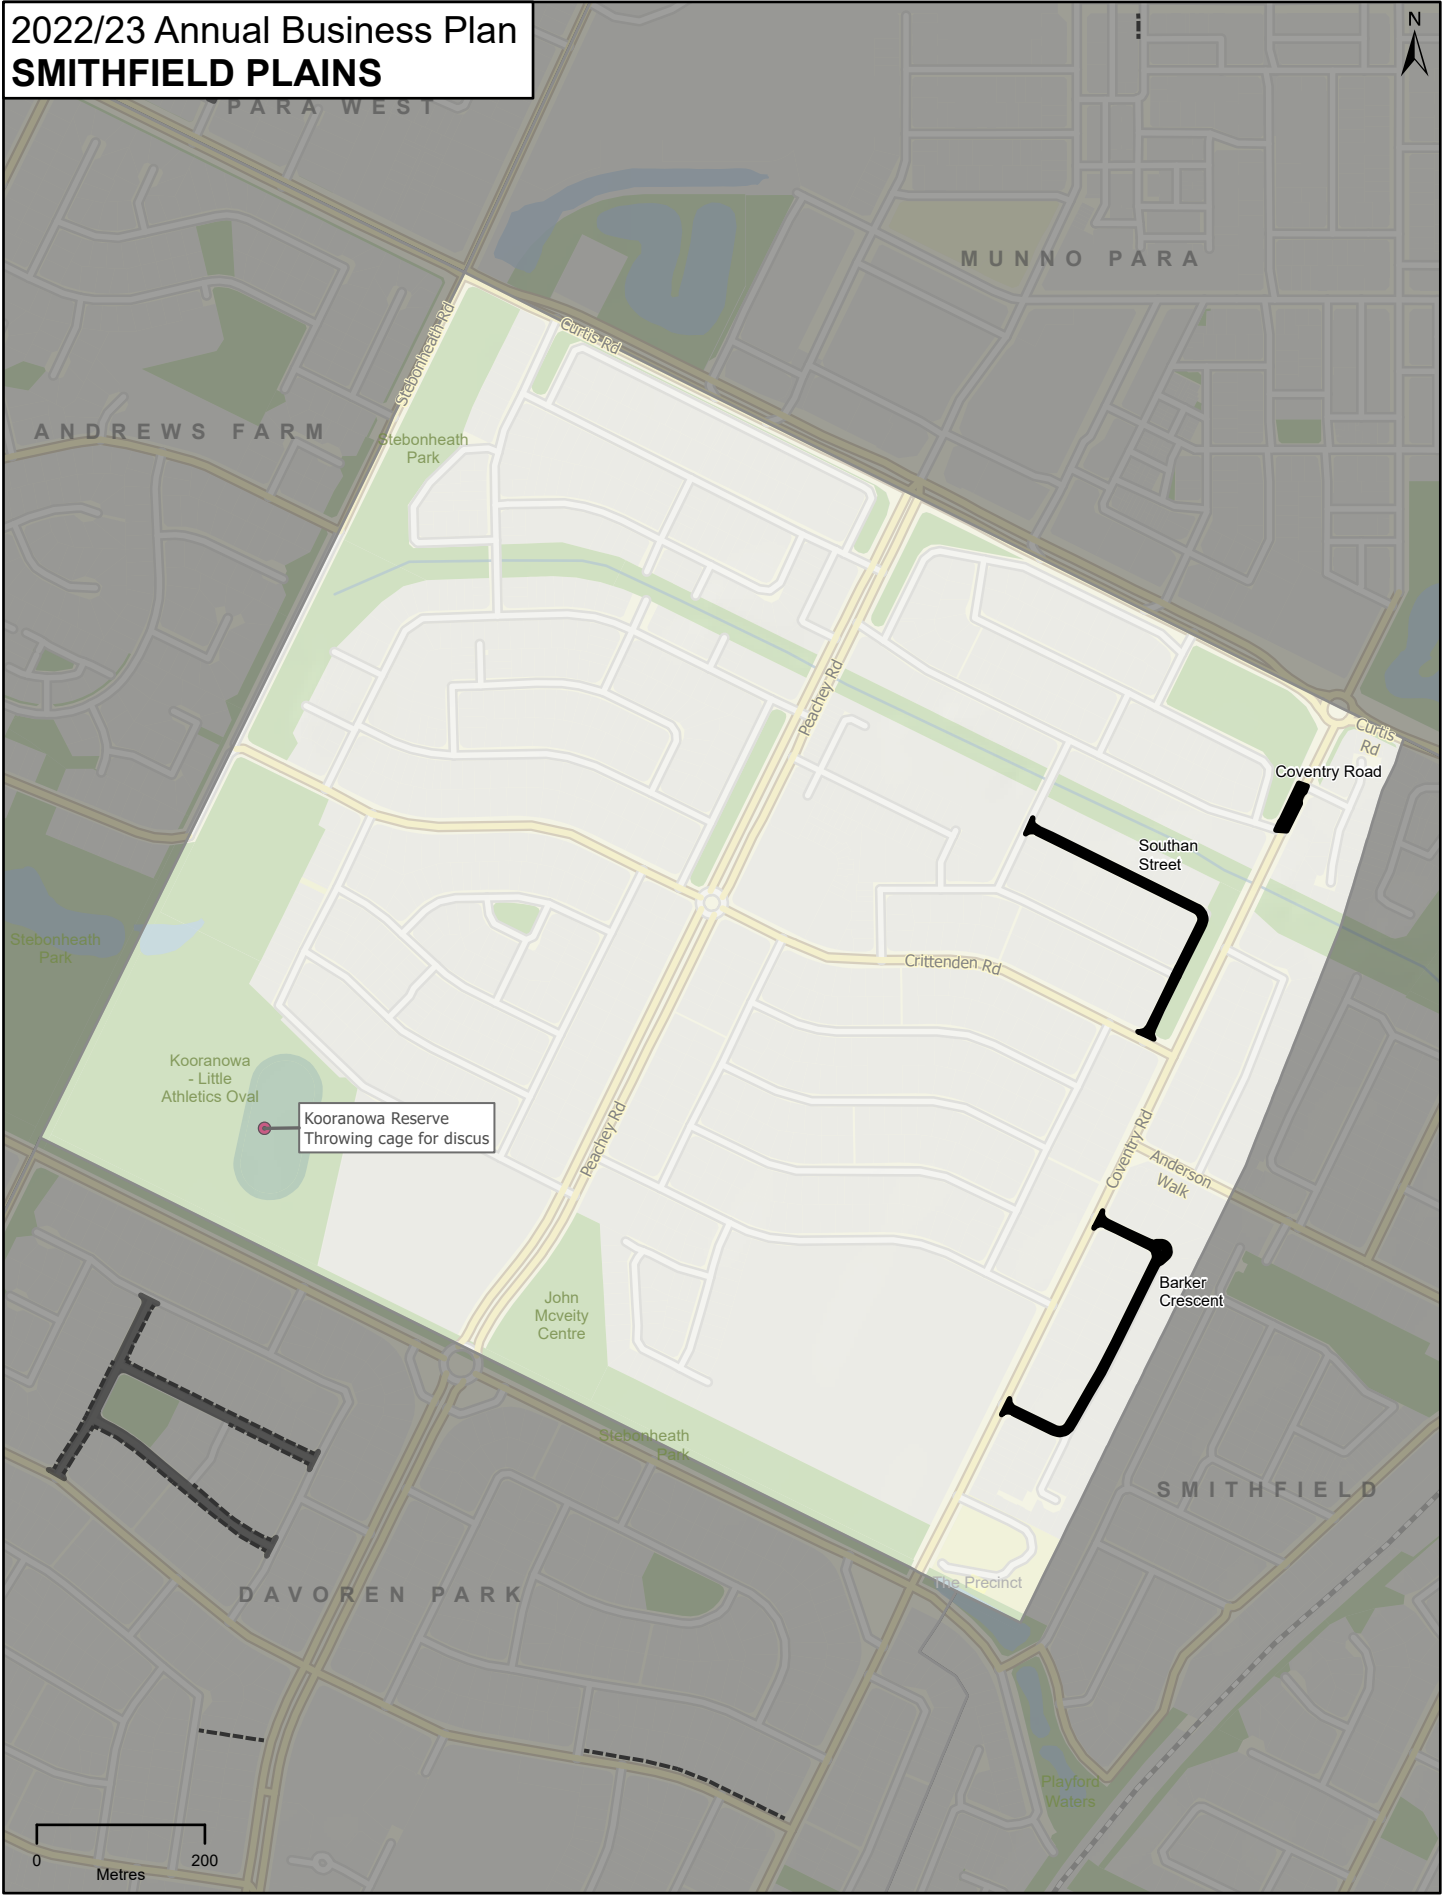 2022/23 Annual Business Plan
SMITHFIELD PLAINS
N
PARA WEST
MUNNO PARA
Stebonheath Rd
Curtis Rd
ANDREWS FARM
Stebonheath
Park
Peachey Rd
Curtis
Rd
Coventry Road
Southan
Street
Stebonheath
Park
Crittenden Rd
Kooranowa
- Little
Athletics Oval
Kooranowa Reserve
Throwing cage for discus
Peachey Rd
Coventry Rd
Anderson
Walk
Barker
Crescent
John
Mcveity
Centre
Stebonheath
Park
SMITHFIELD
DAVOREN PARK
The Precinct
Playford
Waters
0 200
Metres